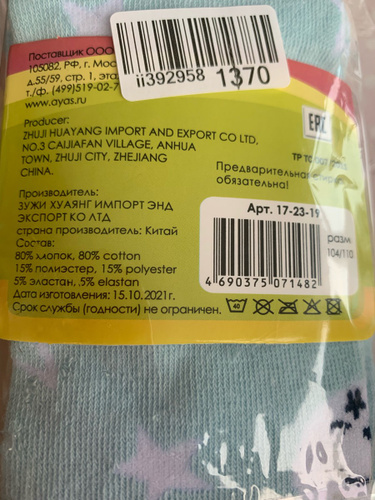 Поставщик ООО
105082, РФ, г. Мос
д.55/59, стр. 1, эта
т./ф. (499)519-02-7
www.ayas.
ii392958 1370
Producer:
ZHUJI HUAYANG IMPORT AND EXPORT CO LTD,
NO.3 CAIJIAFAN VILLAGE, ANHUA
TOWN, ZHUJI CITY, ZHEJIANG
CHINA.
EAC
ТР ТС
Предварительная
обязательна!
Производитель:
ЗУЖИ ХУАЯНГ ИМПОРТ ЭНД
ЭКСПОРТ КО ЛТД
страна производитель: Китай
Состав:
80% хлопок, 80% cotton
15% полиэстер, 15% polyester
5% эластан, 5% elastan
Дата изготовления: 15.10.2021г.
Срок службы (годности) не ограничен.
Арт. 17-23-19
разм
104/110
4 690375 071482
40